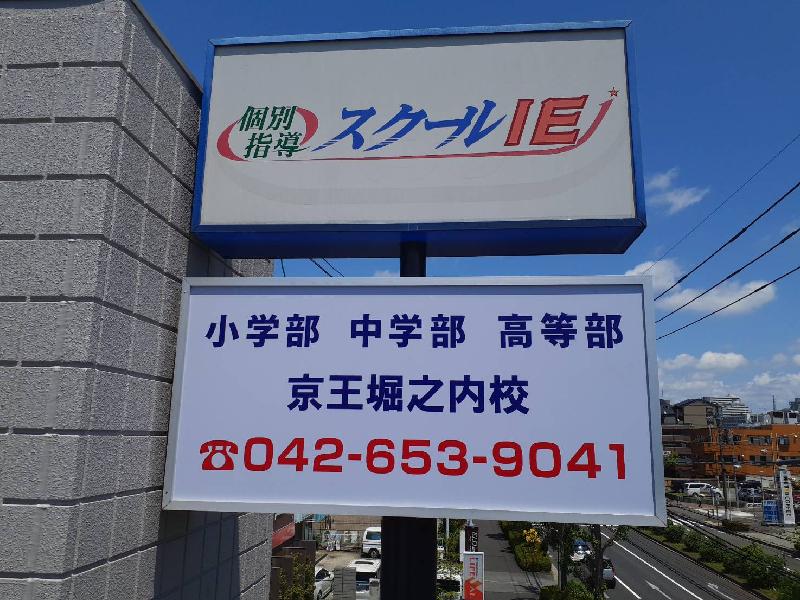 個別
指導
スクールIE
小学部 中学部 高等部
京王堀之内校
☎042-653-9041